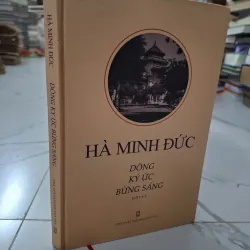 HÀ MINH ĐỨC
DÒNG KÝ ỨC BỪNG SÁNG
HÀ MINH ĐỨC
DÒNG
KÝ ỨC
BỪNG SÁNG